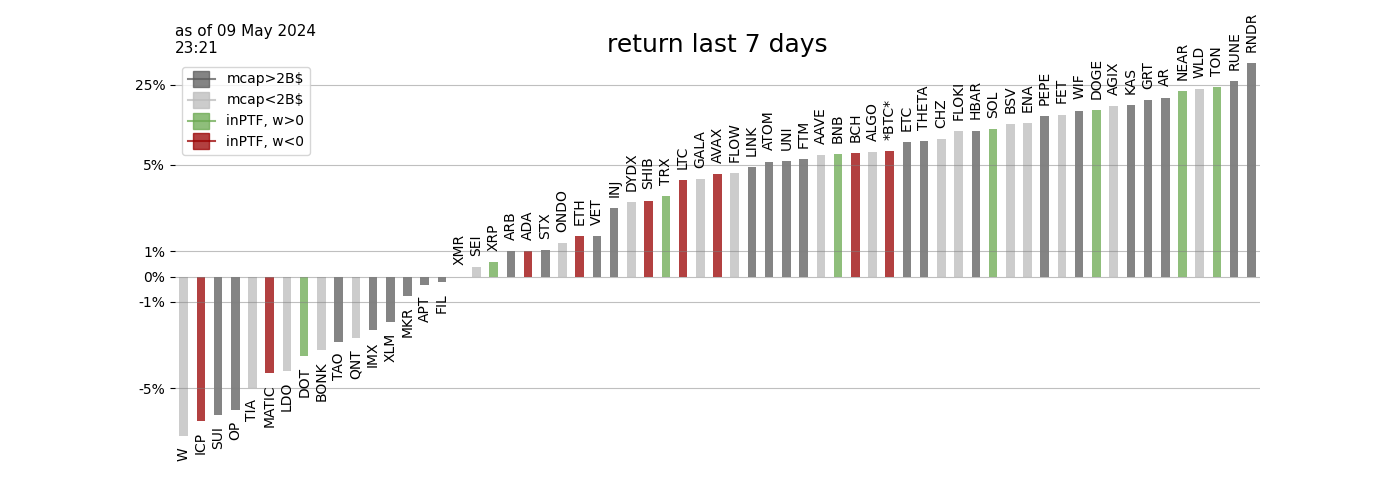 as of 09 May 2024
23:21
return last 7 days
mcap>2B$
mcap<2B$
inPTF, w>0
inPTF, w<0
25%
5%
1%
0%
-1%
-5%
W
ICP
SUI
OP
TIA
MATIC
LDO
DOT
BONK
TAO
QNT
IMX
XLM
MKR
APT
FIL
XMR
SEI
XRP
ARB
ADA
STX
ONDO
ETH
VET
INJ
DYDX
SHIB
TRX
LTC
GALA
AVAX
FLOW
LINK
ATOM
UNI
FTM
AAVE
BNB
BCH
ALGO
*BTC*
ETC
THETA
CHZ
FLOKI
HBAR
SOL
BSV
ENA
PEPE
FET
WIF
DOGE
AGIX
KAS
GRT
AR
NEAR
WLD
TON
RUNE
RNDR